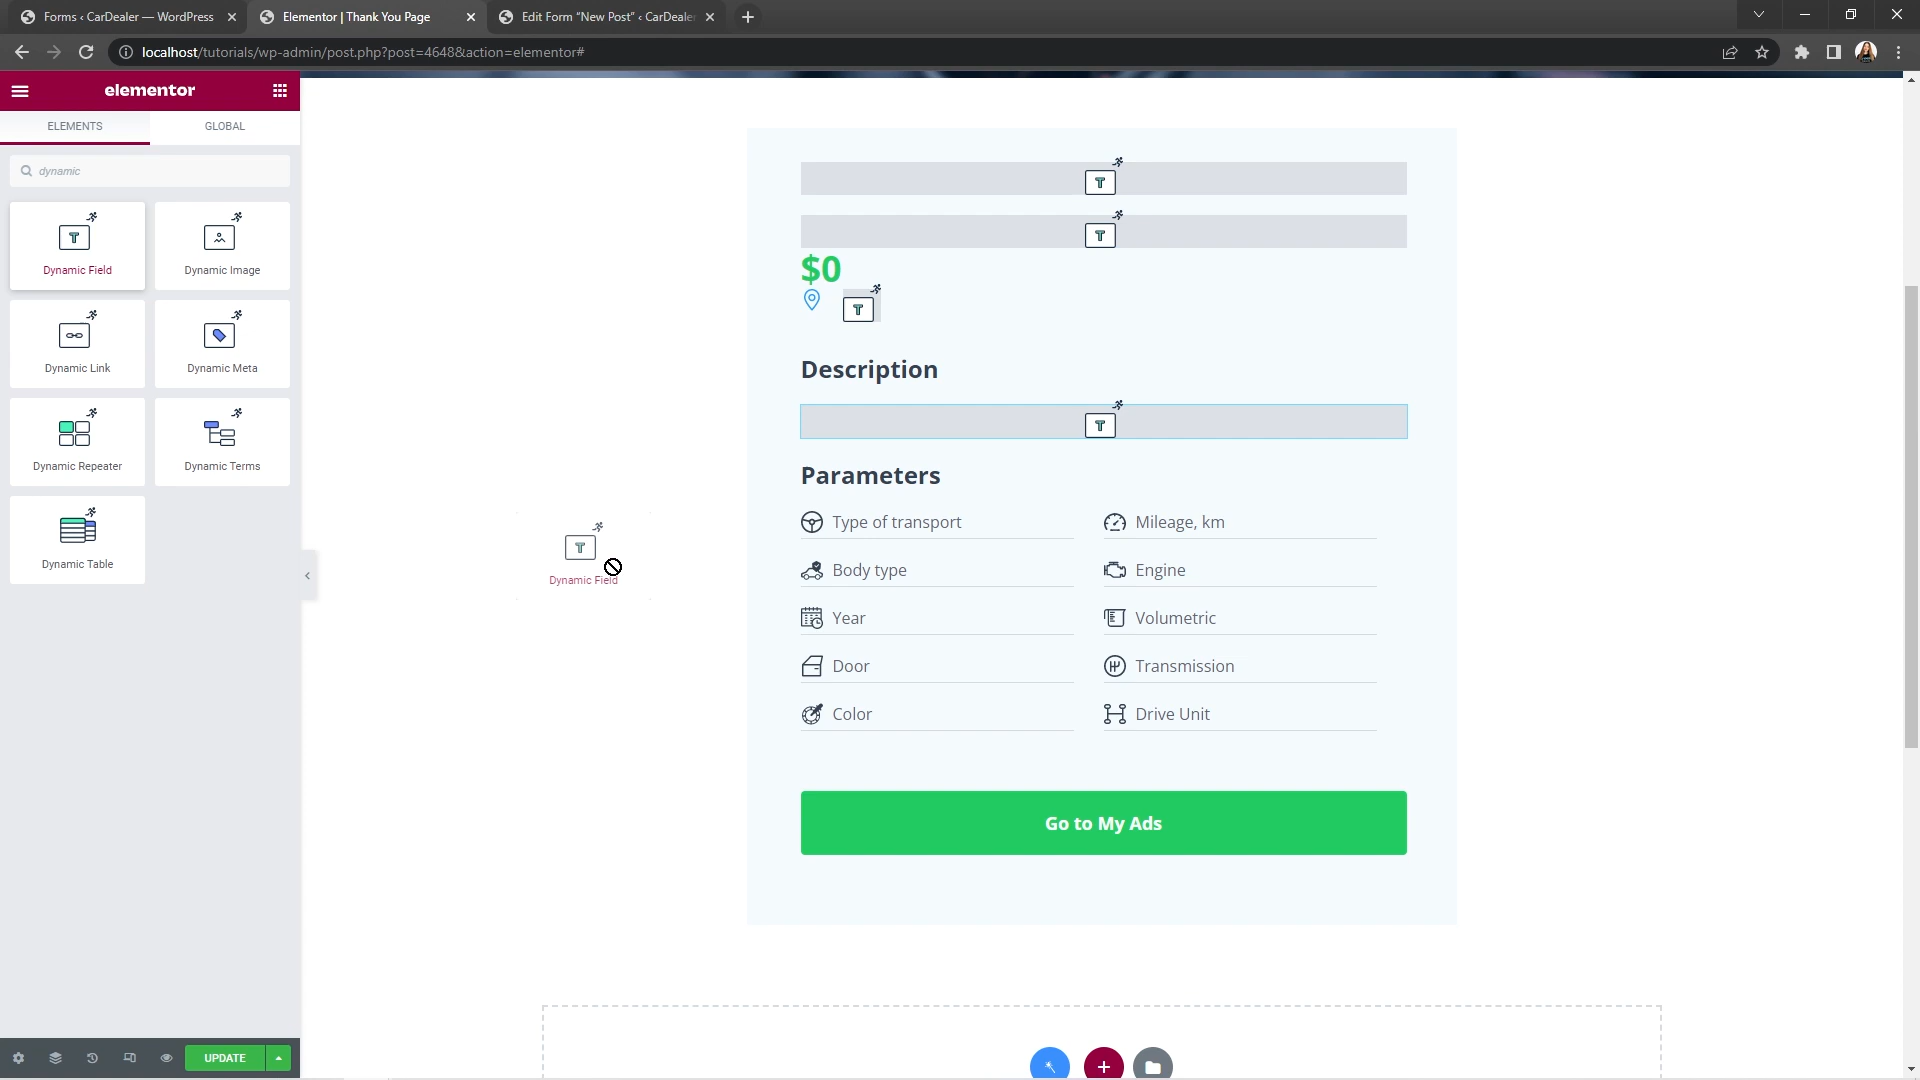 Forms ‹ CarDealer — WordPress
Elementor | Thank You Page
Edit Form “New Post” ‹ CarDealer
localhost/tutorials/wp-admin/post.php?post=4648&action=elementor#
elementor
ELEMENTS
GLOBAL
dynamic
Dynamic Field
Dynamic Image
Dynamic Link
Dynamic Meta
Dynamic Repeater
Dynamic Terms
Dynamic Table
UPDATE
Dynamic Field
$0
Description
Parameters
Type of transport
Mileage, km
Body type
Engine
Year
Volumetric
Door
Transmission
Color
Drive Unit
Go to My Ads